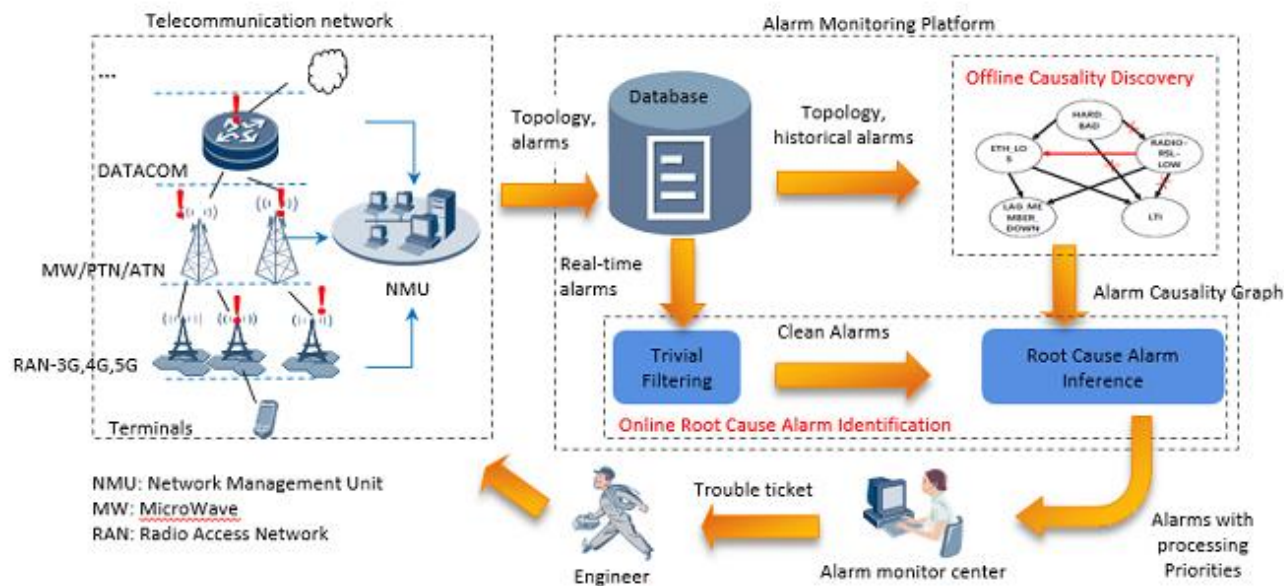 Telecommunication network
...
DATACOM
MW/PTN/ATN
RAN-3G,4G,5G
Terminals
NMU
NMU: Network Management Unit
MW: MicroWave
RAN: Radio Access Network
Topology,
alarms
Alarm Monitoring Platform
Database
Topology,
historical alarms
Offline Causality Discovery
HARD_
BAD
ETH_LO
S
RADIO-
RSL-
LOW
LAG_ME
MBER_
DOWN
LTI
Real-time
alarms
Alarm Causality Graph
Trivial
Filtering
Clean Alarms
Root Cause Alarm
Inference
Online Root Cause Alarm Identification
Alarms with
processing
Priorities
Alarm monitor center
Trouble ticket
Engineer